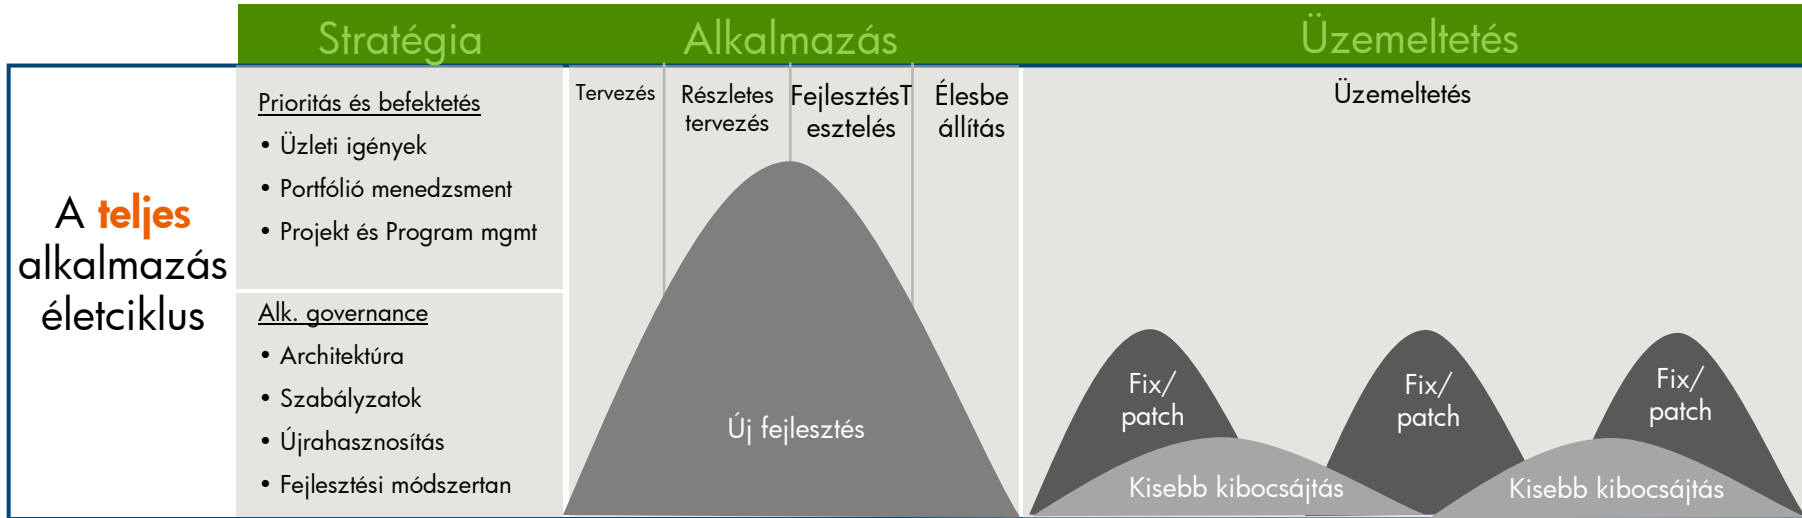 Stratégia
Alkalmazás
Üzemeltetés
A teljes
alkalmazás
életciklus
Prioritás és befektetés
• Üzleti igények
• Portfólió menedzsment
• Projekt és Program mgmt
Alk. governance
• Architektúra
• Szabályzatok
• Újrahasznosítás
• Fejlesztési módszertan
Tervezés
Részletes
tervezés
FejlesztésT
esztelés
Élesbe
állítás
Új fejlesztés
Üzemeltetés
Fix/
patch
Fix/
patch
Fix/
patch
Kisebb kibocsájtás
Kisebb kibocsájtás